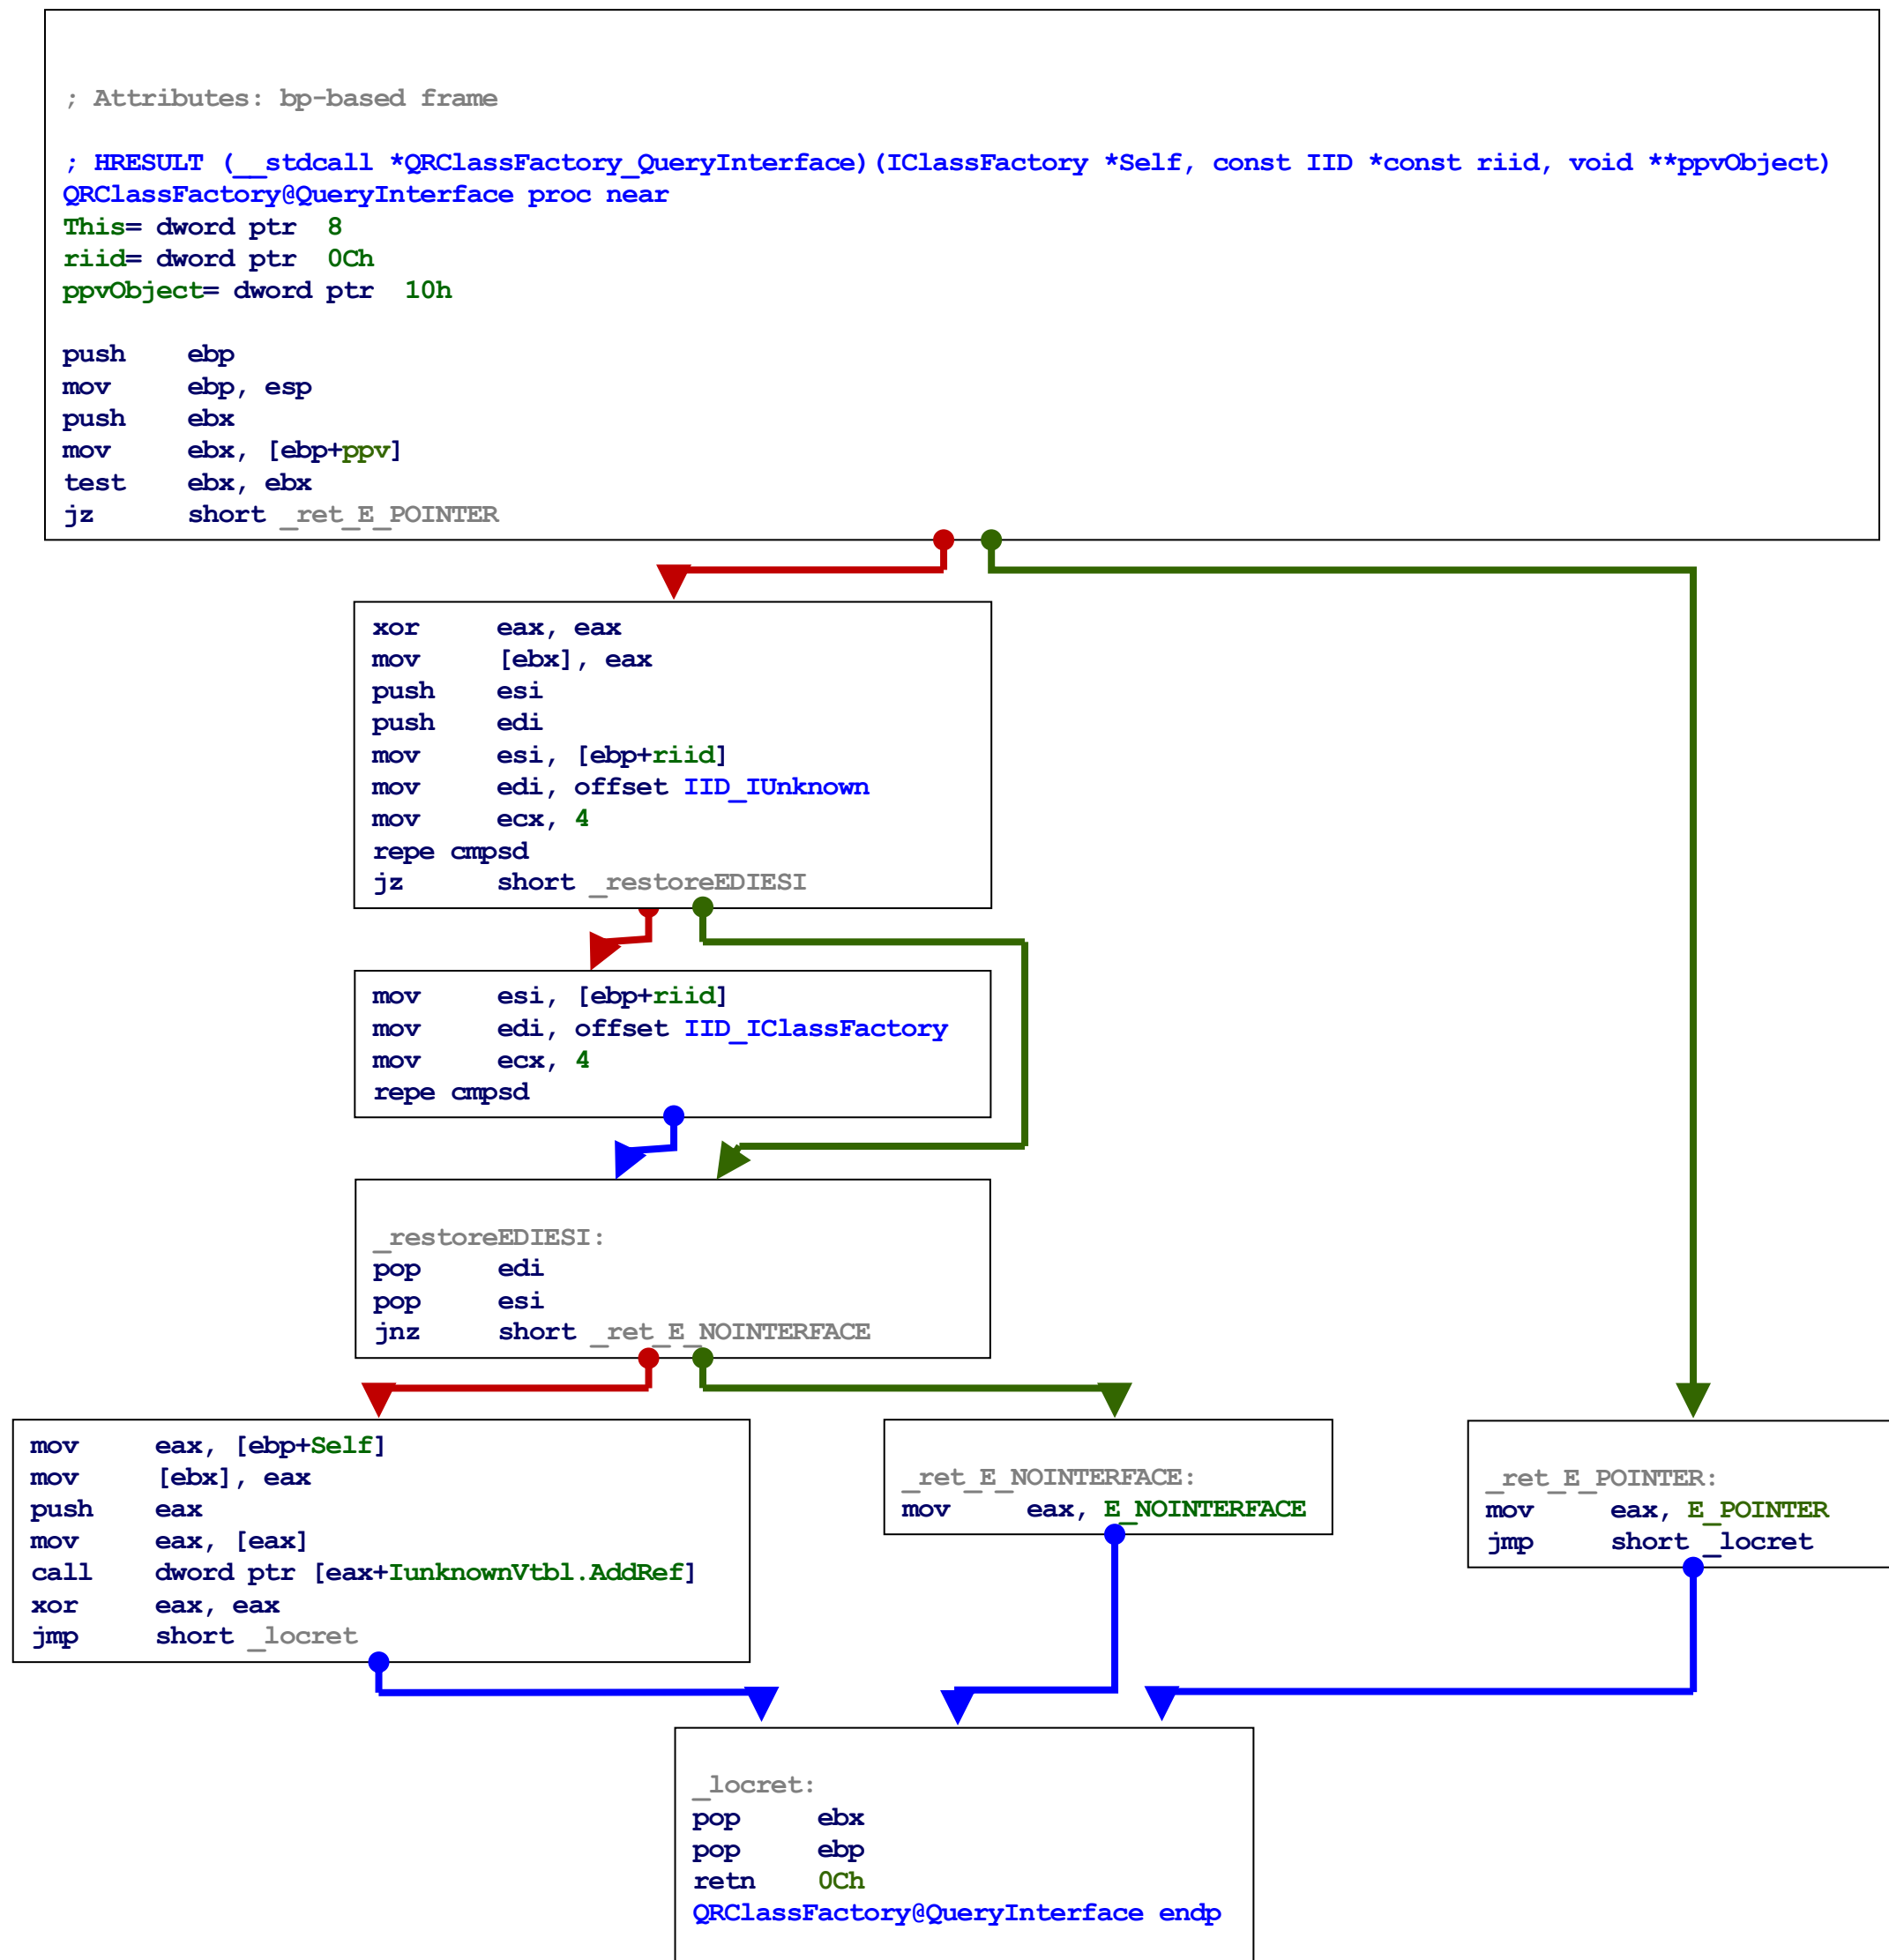 ; Attributes: bp-based frame
; HRESULT (__stdcall *QRClassFactory_QueryInterface)(IClassFactory *Self, const IID *const riid, void **ppvObject)
QRClassFactory@QueryInterface proc near
This= dword ptr  8
riid= dword ptr  0Ch
ppvObject= dword ptr  10h
push    ebp
mov     ebp, esp
push    ebx
mov     ebx, [ebp+ppv]
test    ebx, ebx
jz      short _ret_E_POINTER
xor     eax, eax
mov     [ebx], eax
push    esi
push    edi
mov     esi, [ebp+riid]
mov     edi, offset IID_IUnknown
mov     ecx, 4
repe cmpsd
jz      short _restoreEDIESI
mov     esi, [ebp+riid]
mov     edi, offset IID_IClassFactory
mov     ecx, 4
repe cmpsd
_restoreEDIESI:
pop     edi
pop     esi
jnz     short _ret_E_NOINTERFACE
mov     eax, [ebp+Self]
mov     [ebx], eax
push    eax
mov     eax, [eax]
call    dword ptr [eax+IunknownVtbl.AddRef]
xor     eax, eax
jmp     short _locret
_ret_E_NOINTERFACE:
mov     eax, E_NOINTERFACE
_ret_E_POINTER:
mov     eax, E_POINTER
jmp     short _locret
_locret:
pop     ebx
pop     ebp
retn    0Ch
QRClassFactory@QueryInterface endp